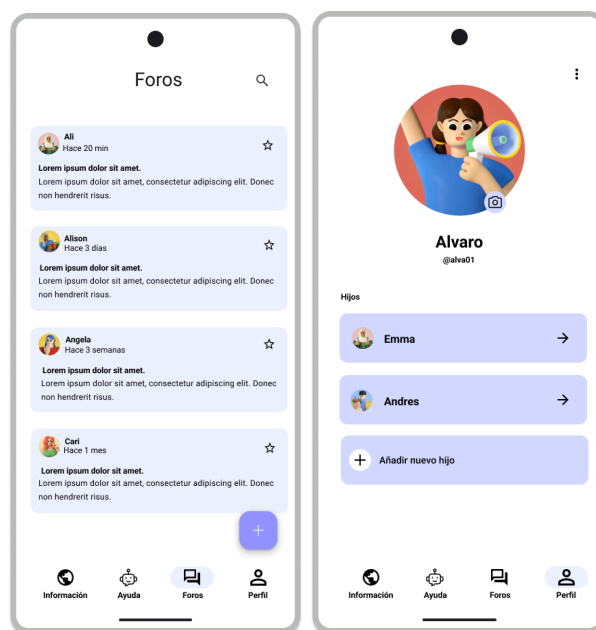 Foros
Ali
Hace 20 min
Lorem ipsum dolor sit amet.
Lorem ipsum dolor sit amet, consectetur adipiscing elit. Donec
non hendrerit risus.
Alison
Hace 3 días
Lorem ipsum dolor sit amet.
Lorem ipsum dolor sit amet, consectetur adipiscing elit. Donec
non hendrerit risus.
Angela
Hace 3 semanas
Lorem ipsum dolor sit amet.
Lorem ipsum dolor sit amet, consectetur adipiscing elit. Donec
non hendrerit risus.
Cari
Hace 1 mes
Lorem ipsum dolor sit amet.
Lorem ipsum dolor sit amet, consectetur adipiscing elit. Donec
non hendrerit risus.
Información Ayuda Foros Perfil
Alvaro
@alva01
Hijos
Emma
Andres
Añadir nuevo hijo
Información Ayuda Foros Perfil